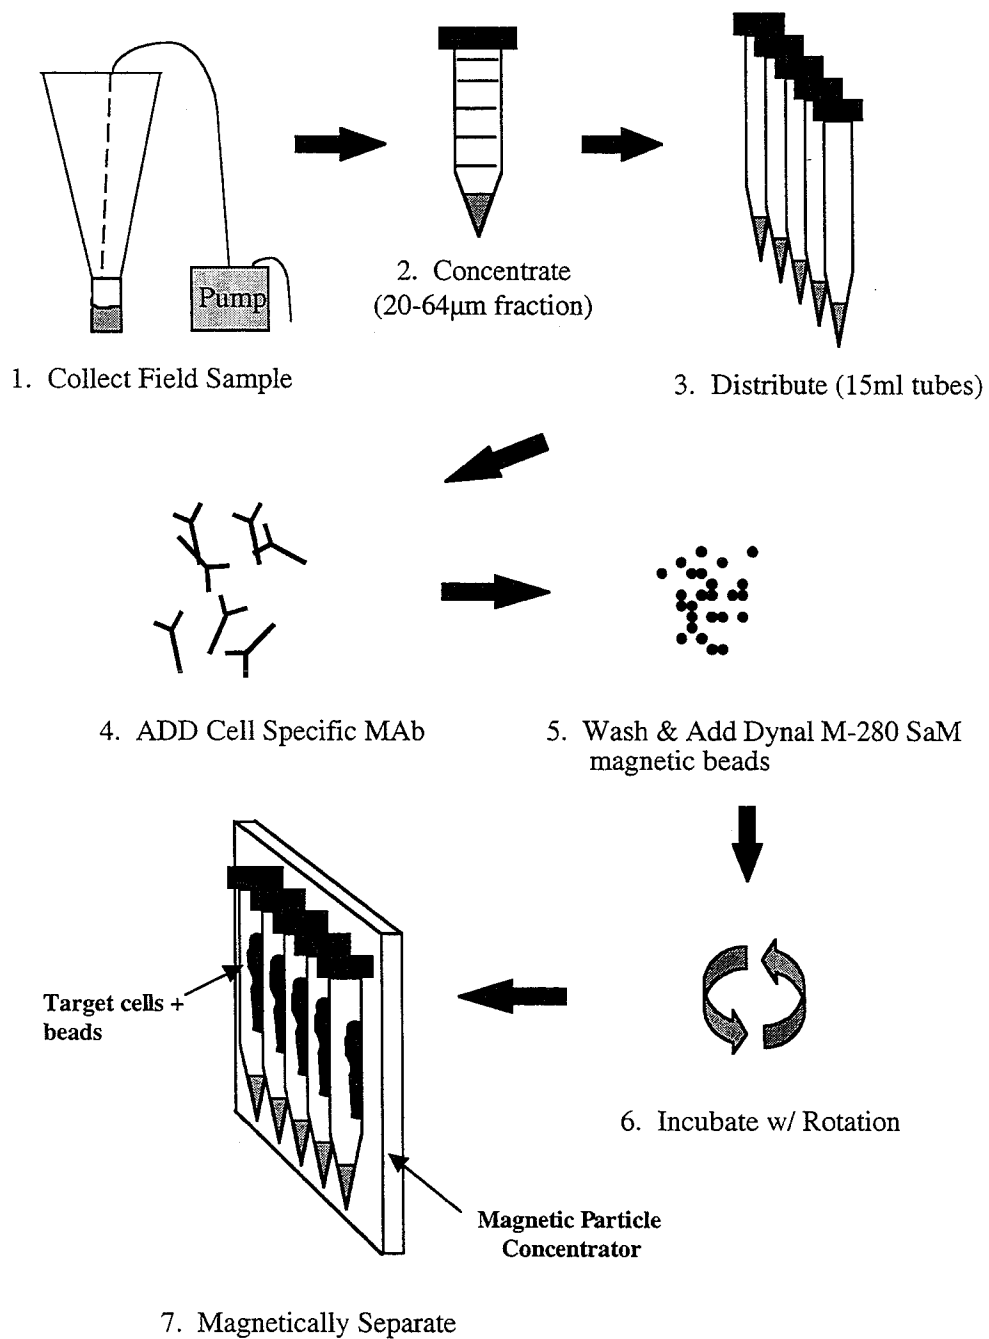 Pump
1. Collect Field Sample
2. Concentrate
(20-64µm fraction)
3. Distribute (15ml tubes)
4. ADD Cell Specific MAb
5. Wash & Add Dynal M-280 SaM
magnetic beads
6. Incubate w/ Rotation
Target cells +
beads
Magnetic Particle
Concentrator
7. Magnetically Separate